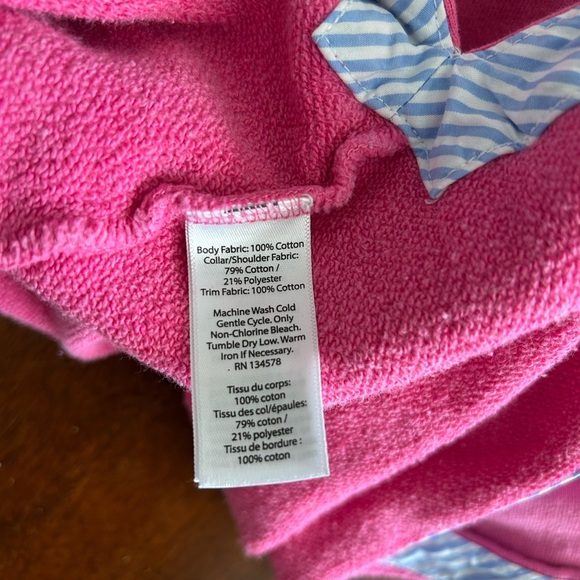 Body Fabric: 100% Cotton
Collar/Shoulder Fabric:
79% Cotton /
21% Polyester
Trim Fabric: 100% Cotton
Machine Wash Cold
Gentle Cycle. Only
Non-Chlorine Bleach.
Tumble Dry Low. Warm
Iron If Necessary.
. RN 134578
Tissu du corps:
100% coton
Tissu des col/épaules:
79% coton /
21% polyester
Tissu de bordure :
100% coton